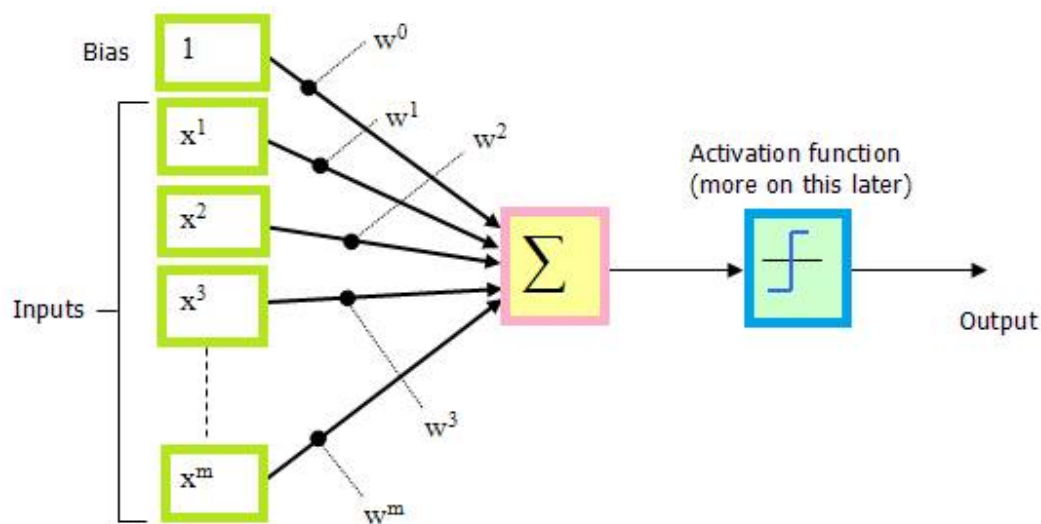 Bias
1
w⁰
x¹
w¹
x²
w²
x³
Inputs
w³
xᵐ
wᵐ
∑
Activation function
(more on this later)
Output